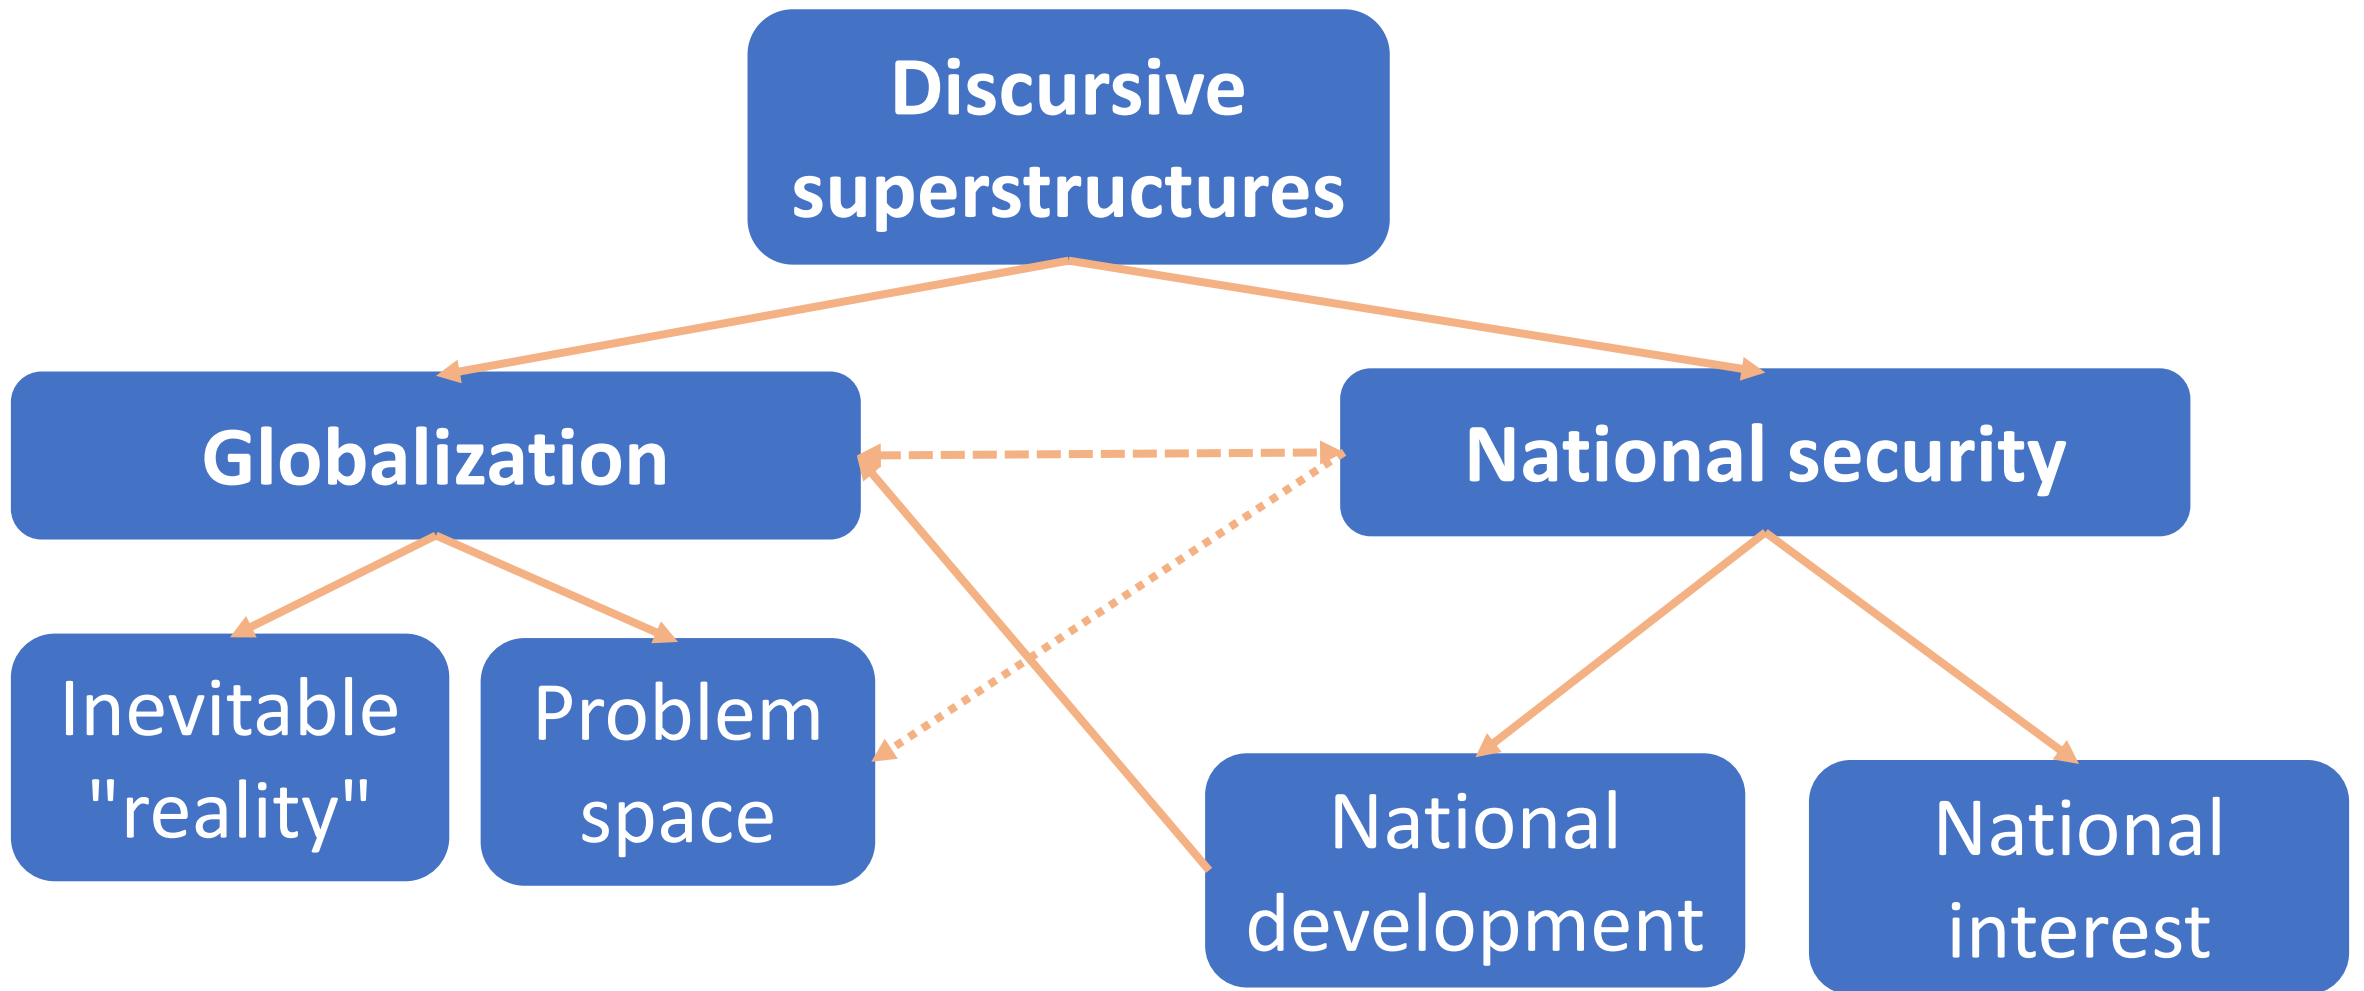 Discursive
superstructures
Globalization
National security
Inevitable
"reality"
Problem
space
National
development
National
interest